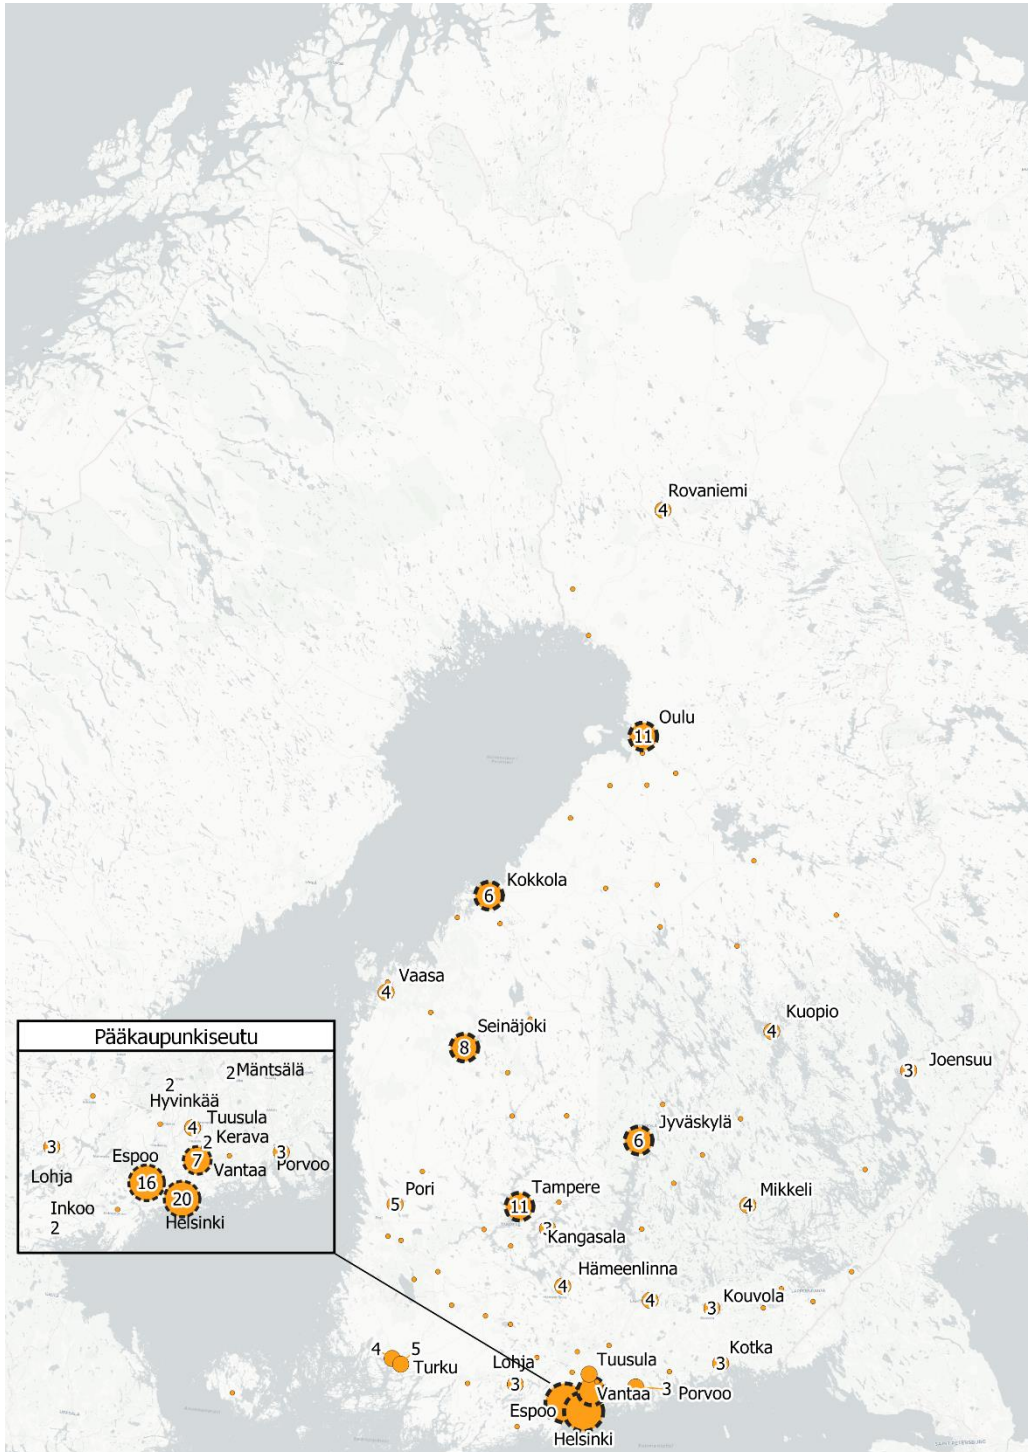 Rovaniemi
4
Oulu
11
Kokkola
6
Vaasa
4
Seinäjoki
8
Kuopio
4
Joensuu
3
Pääkaupunkiseutu
2 Mäntsälä
2
Hyvinkää
Tuusula
4
2 Kerava
3
Lohja
Espoo
16
7
Vantaa
3
Porvoo
20
Helsinki
Inkoo
2
Jyväskylä
6
Pori
5
Tampere
11
Mikkeli
4
3
Kangasala
Hämeenlinna
4
4
Kouvola
3
4
5
Turku
Lohja
3
Tuusula
Kotka
3
Vantaa
3
Porvoo
Espoo
Helsinki